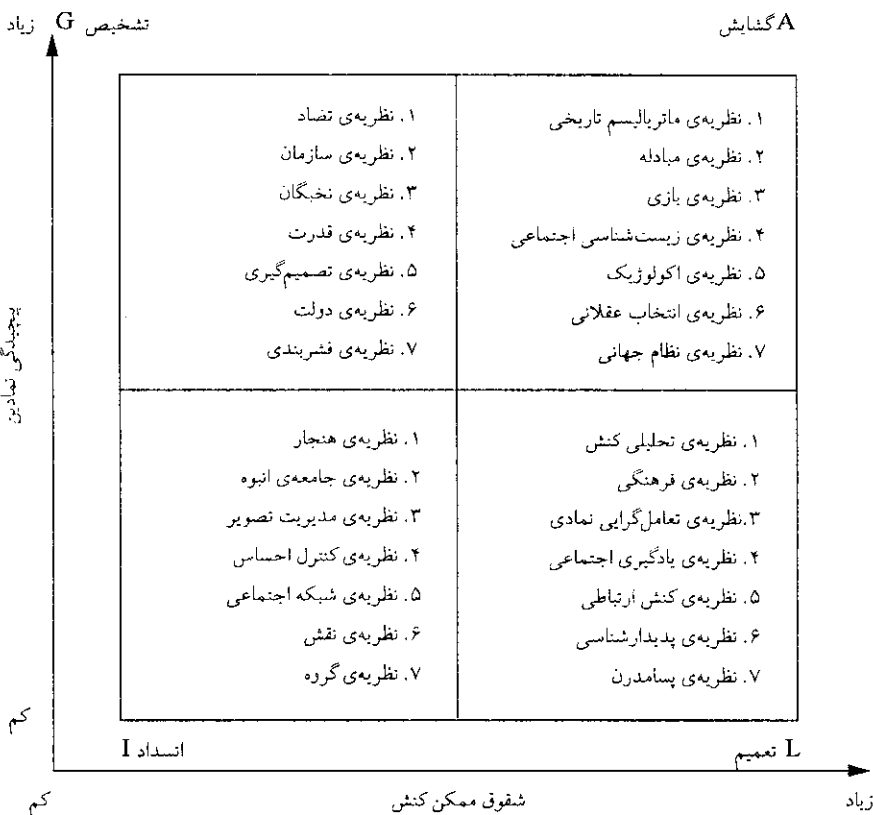 A گشایش
G تشخیص
زیاد
۱. نظریه‌ی ماتریالیسم تاریخی
۲. نظریه‌ی مبادله
۳. نظریه‌ی بازی
۴. نظریه‌ی زیست‌شناسی اجتماعی
۵. نظریه‌ی اکولوژیک
۶. نظریه‌ی انتخاب عقلانی
۷. نظریه‌ی نظام جهانی
۱. نظریه‌ی تضاد
۲. نظریه‌ی سازمان
۳. نظریه‌ی نخبگان
۴. نظریه‌ی قدرت
۵. نظریه‌ی تصمیم‌گیری
۶. نظریه‌ی دولت
۷. نظریه‌ی قشربندی
پیچیدگی نمادین
۱. نظریه‌ی تحلیلی کنش
۲. نظریه‌ی فرهنگی
۳.نظریه‌ی تعامل‌گرایی نمادی
۴. نظریه‌ی یادگیری اجتماعی
۵. نظریه‌ی کنش ارتباطی
۶. نظریه‌ی پدیدارشناسی
۷. نظریه‌ی پسامدرن
۱. نظریه‌ی هنجار
۲. نظریه‌ی جامعه‌ی انبوه
۳. نظریه‌ی مدیریت تصویر
۴. نظریه‌ی کنترل احساس
۵. نظریه‌ی شبکه اجتماعی
۶. نظریه‌ی نقش
۷. نظریه‌ی گروه
کم
L تعمیم
I انسداد
زیاد
شقوق ممکن کنش
کم